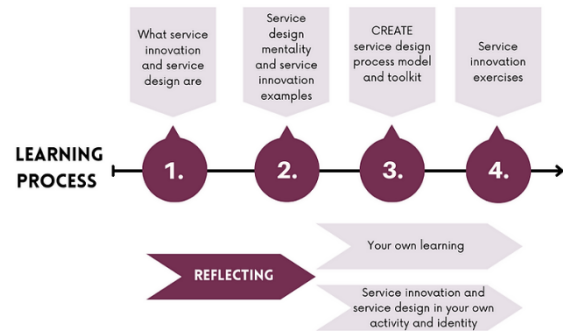 What service
innovation
and service
design are
Service
design
mentality
and service
innovation
examples
CREATE
service design
process model
and toolkit
Service
innovation
exercises
LEARNING
PROCESS
1.
2.
3.
4.
REFLECTING
Your own learning
Service innovation and
service design in your own
activity and identity